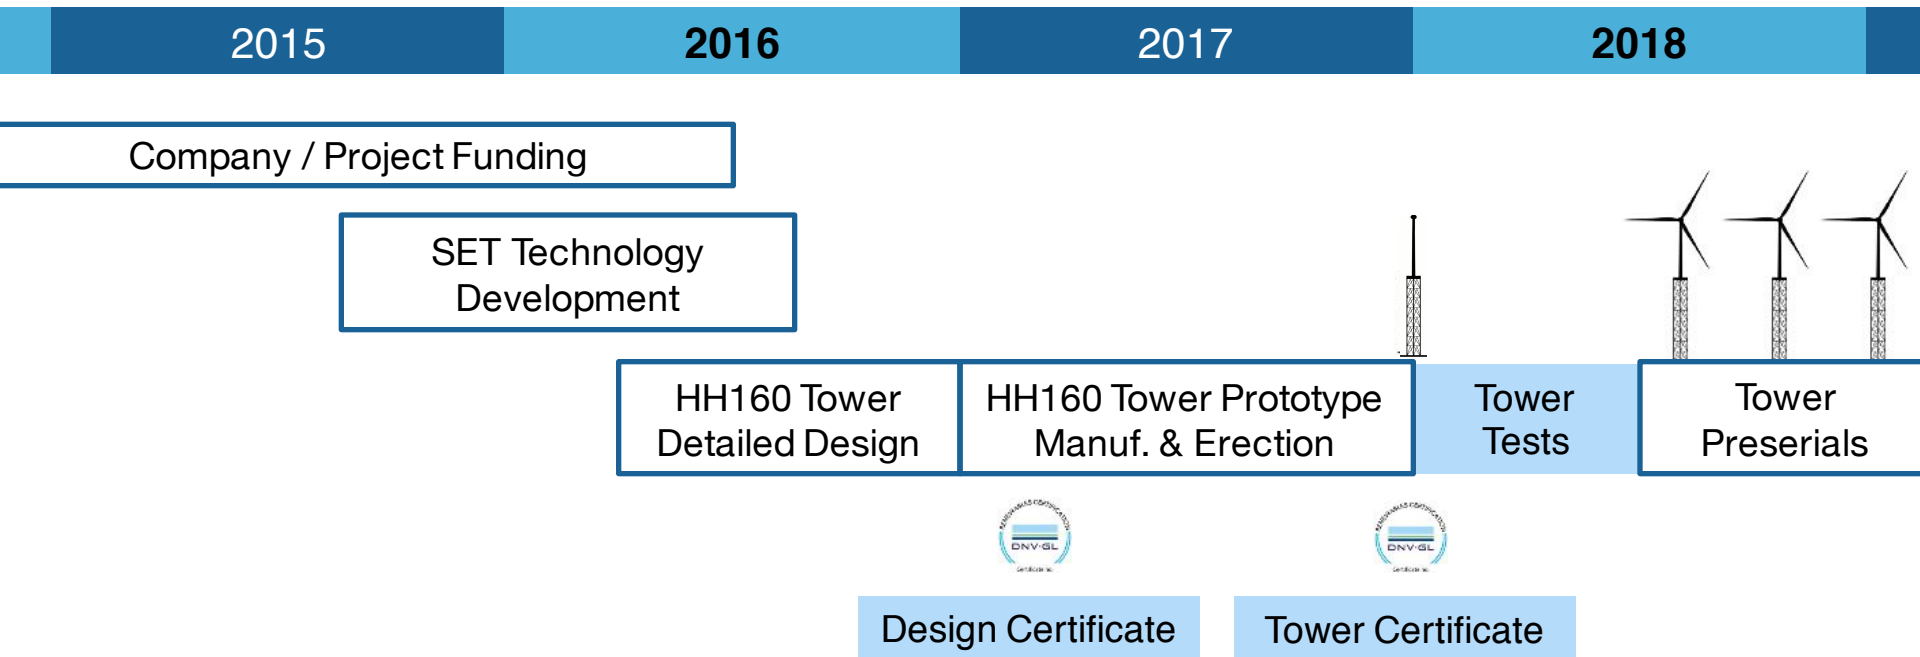 2015
2016
2017
2018
Company / Project Funding
SET Technology
Development
HH160 Tower
Detailed Design
HH160 Tower Prototype
Manuf. & Erection
Tower
Tests
Tower
Preserials
DNV·GL
DNV·GL
Design Certificate
Tower Certificate